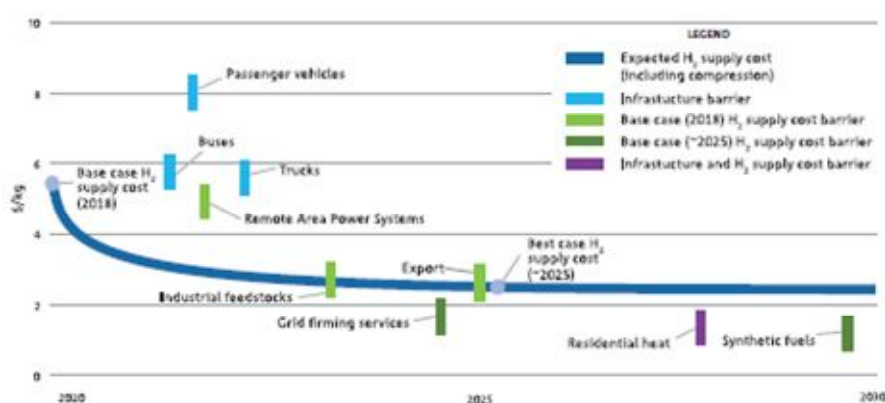 10
LEGEND
Expected H2 supply cost
(including compression)
Infrastucture barrier
Base case (2018) H2 supply cost barrier
Base case (~2025) H2 supply cost barrier
Infrastucture and H2 supply cost barrier
Passenger vehicles
8
Buses
6
Base case H2
supply cost
(2018)
Trucks
$/kg
Remote Area Power Systems
4
Best case H2
supply cost
(~2025)
Export
Industrial feedstocks
2
Grid firming services
Residential heat
Synthetic fuels
0
2020
2025
2030